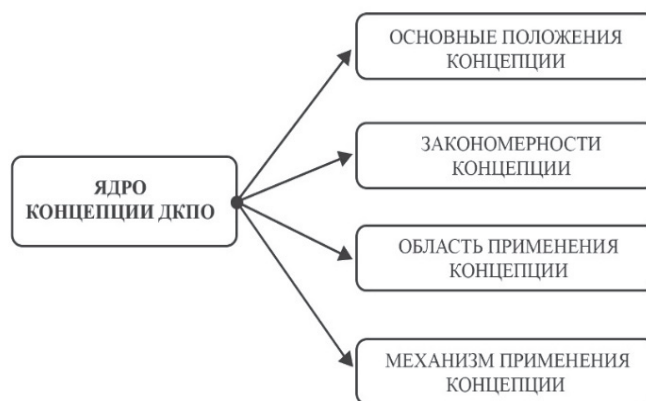 ОСНОВНЫЕ ПОЛОЖЕНИЯ
КОНЦЕПЦИИ
ЗАКОНОМЕРНОСТИ
КОНЦЕПЦИИ
ЯДРО
КОНЦЕПЦИИ ДКПО
ОБЛАСТЬ ПРИМЕНЕНИЯ
КОНЦЕПЦИИ
МЕХАНИЗМ ПРИМЕНЕНИЯ
КОНЦЕПЦИИ